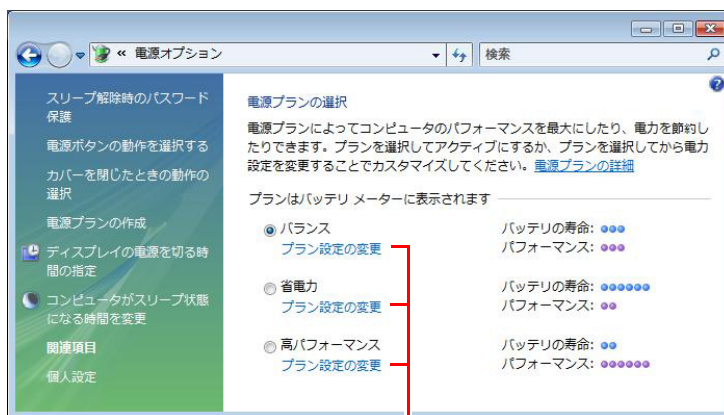 « 電源オプション
検索
スリープ解除時のパスワード
保護
電源ボタンの動作を選択する
カバーを閉じたときの動作の
選択
電源プランの作成
ディスプレイの電源を切る時
間の指定
コンピュータがスリープ状態
になる時間を変更
関連項目
個人設定
電源プランの選択
電源プランによってコンピュータのパフォーマンスを最大にしたり、電力を節約し
たりできます。プランを選択してアクティブにするか、プランを選択してから電力
設定を変更することでカスタマイズしてください。電源プランの詳細
プランはバッテリ メーターに表示されます
バランス バッテリの寿命:
プラン設定の変更 パフォーマンス:
省電力 バッテリの寿命:
プラン設定の変更 パフォーマンス:
高パフォーマンス バッテリの寿命:
プラン設定の変更 パフォーマンス: